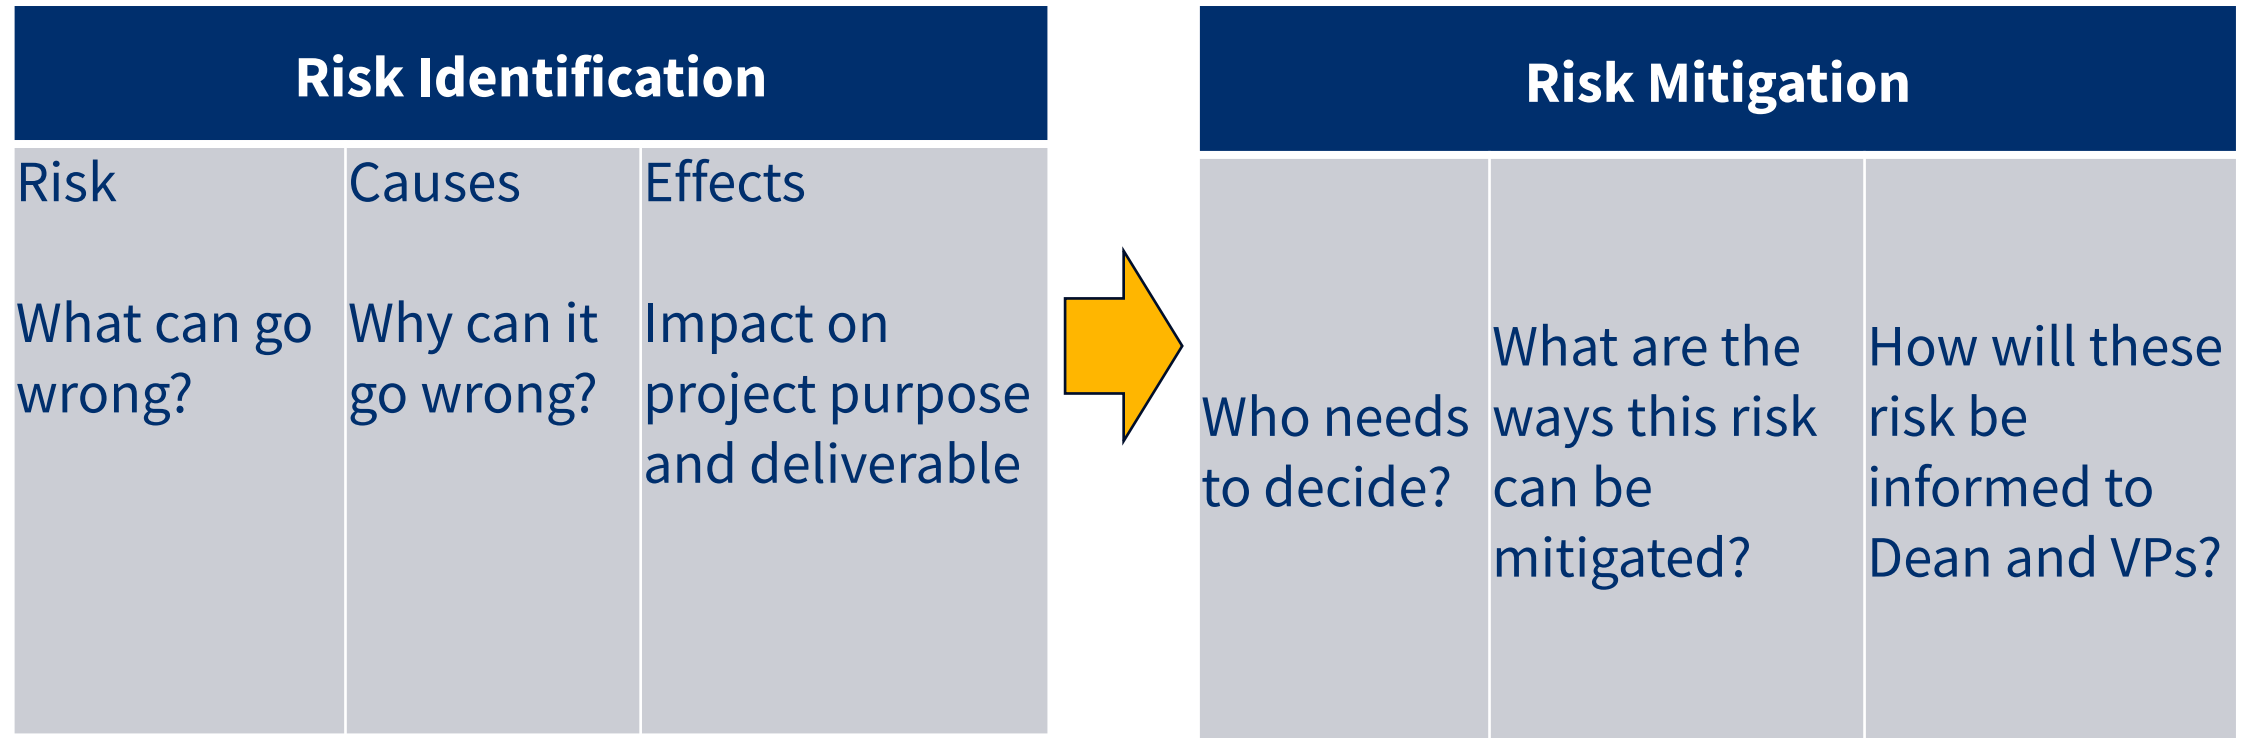 Risk Identification
Risk
What can go
wrong?
Causes
Why can it
go wrong?
Effects
Impact on
project purpose
and deliverable
Risk Mitigation
Who needs
to decide?
What are the
ways this risk
can be
mitigated?
How will these
risk be
informed to
Dean and VPs?